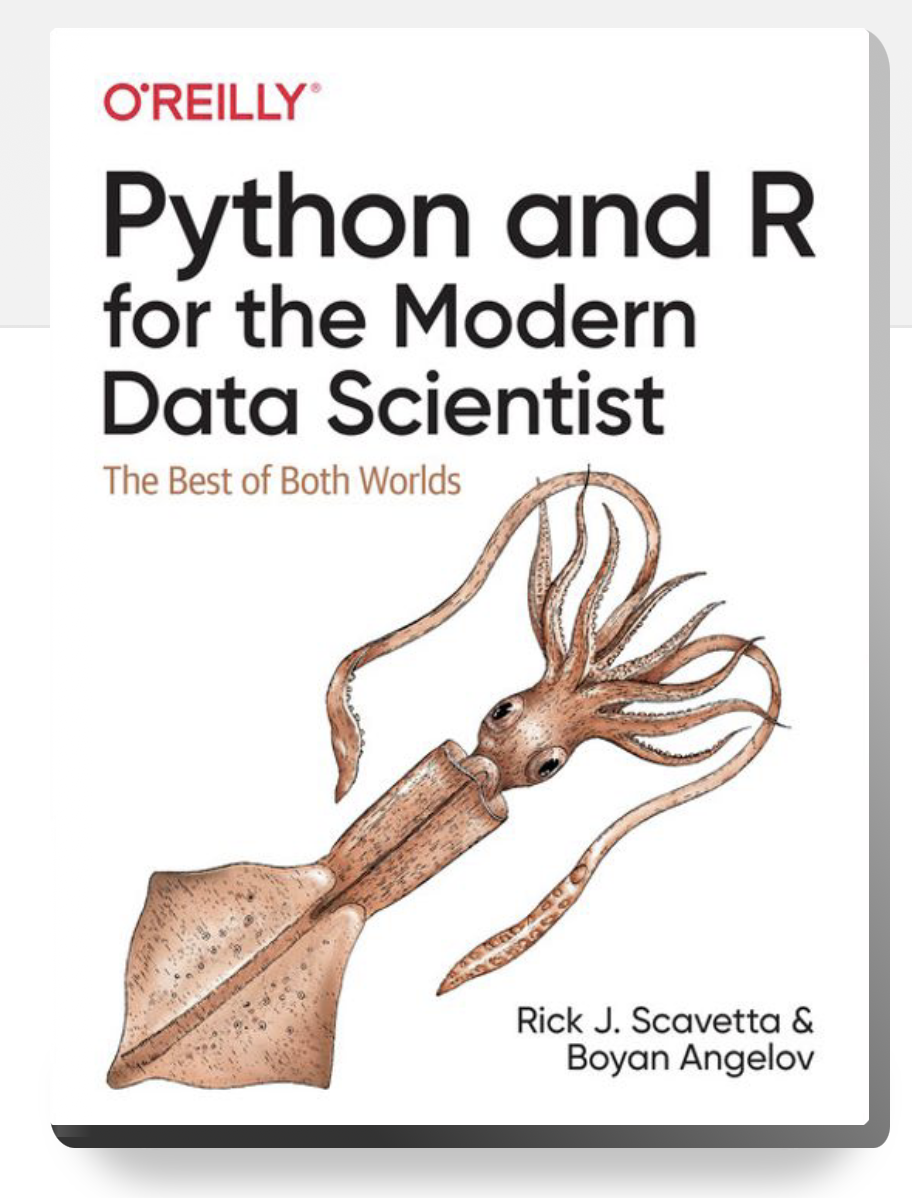 O'REILLY®
Python and R
for the Modern
Data Scientist
The Best of Both Worlds
Rick J. Scavetta &
Boyan Angelov